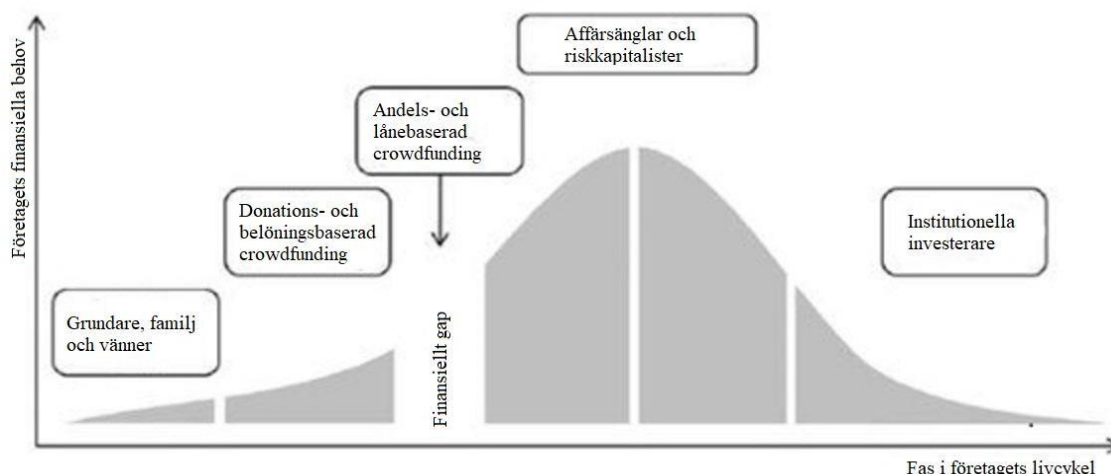 Företagets finansiella behov
Affärsänglar och
riskkapitalister
Andels- och
lånebaserad
crowdfunding
Donations- och
belöningsbaserad
crowdfunding
Institutionella
investerare
Grundare, familj
och vänner
Finansiellt gap
Fas i företagets livcykel